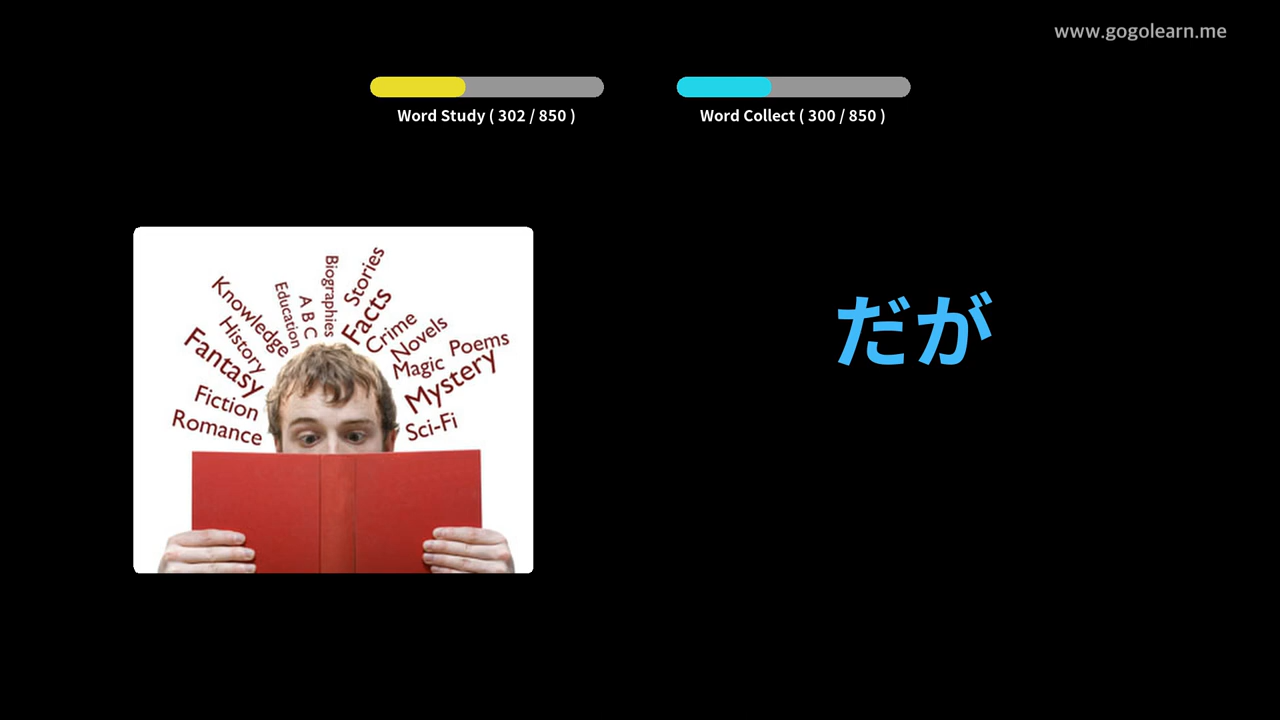 www.gogolearn.me
Word Study ( 302 / 850 )
Word Collect ( 300 / 850 )
Biographies
Stories
Education
A B C
Facts
Knowledge
Crime
History
Novels
Poems
Fantasy
Magic
Mystery
Fiction
Romance
Sci-Fi
だが